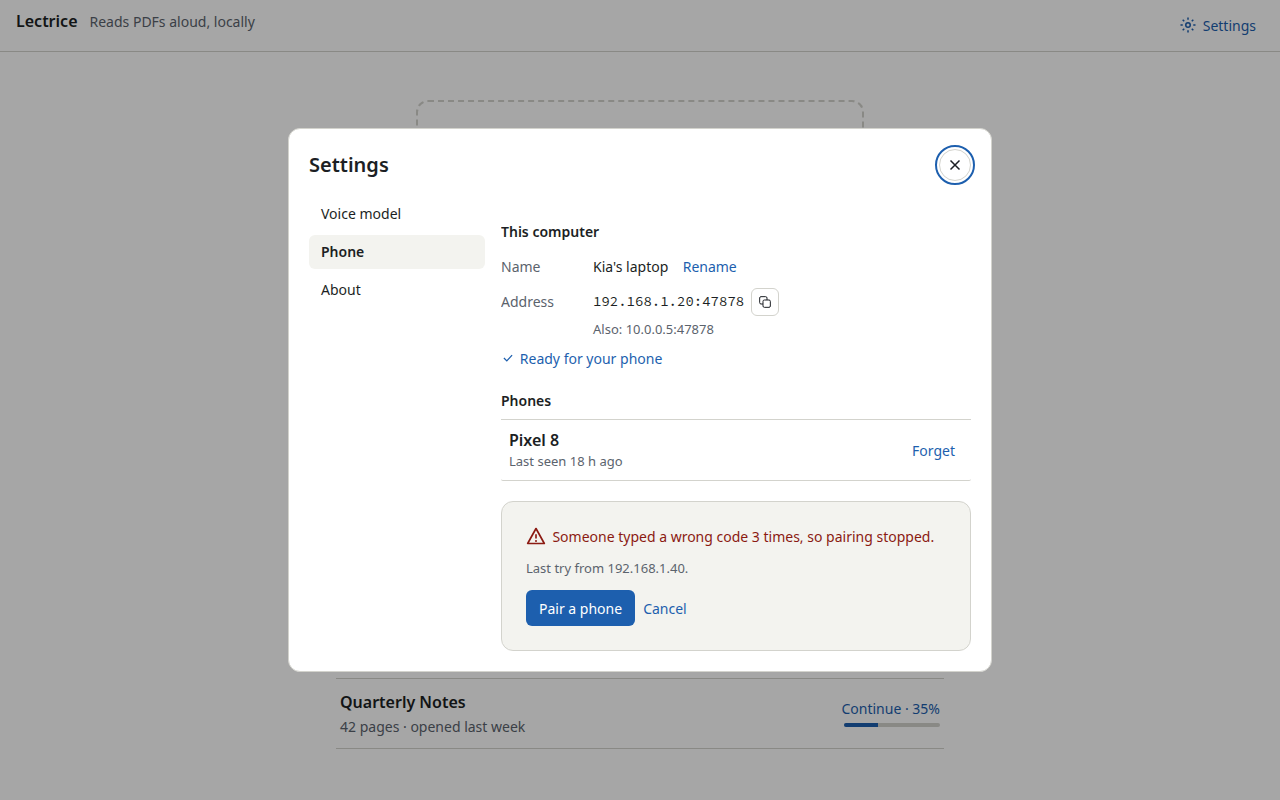 Lectrice Reads PDFs aloud, locally
Settings
Settings
Voice model
Phone
About
This computer
Name Kia's laptop Rename
Address 192.168.1.20:47878
Also: 10.0.0.5:47878
Ready for your phone
Phones
Pixel 8
Last seen 18 h ago
Forget
Someone typed a wrong code 3 times, so pairing stopped.
Last try from 192.168.1.40.
Pair a phone Cancel
Quarterly Notes
42 pages · opened last week
Continue · 35%